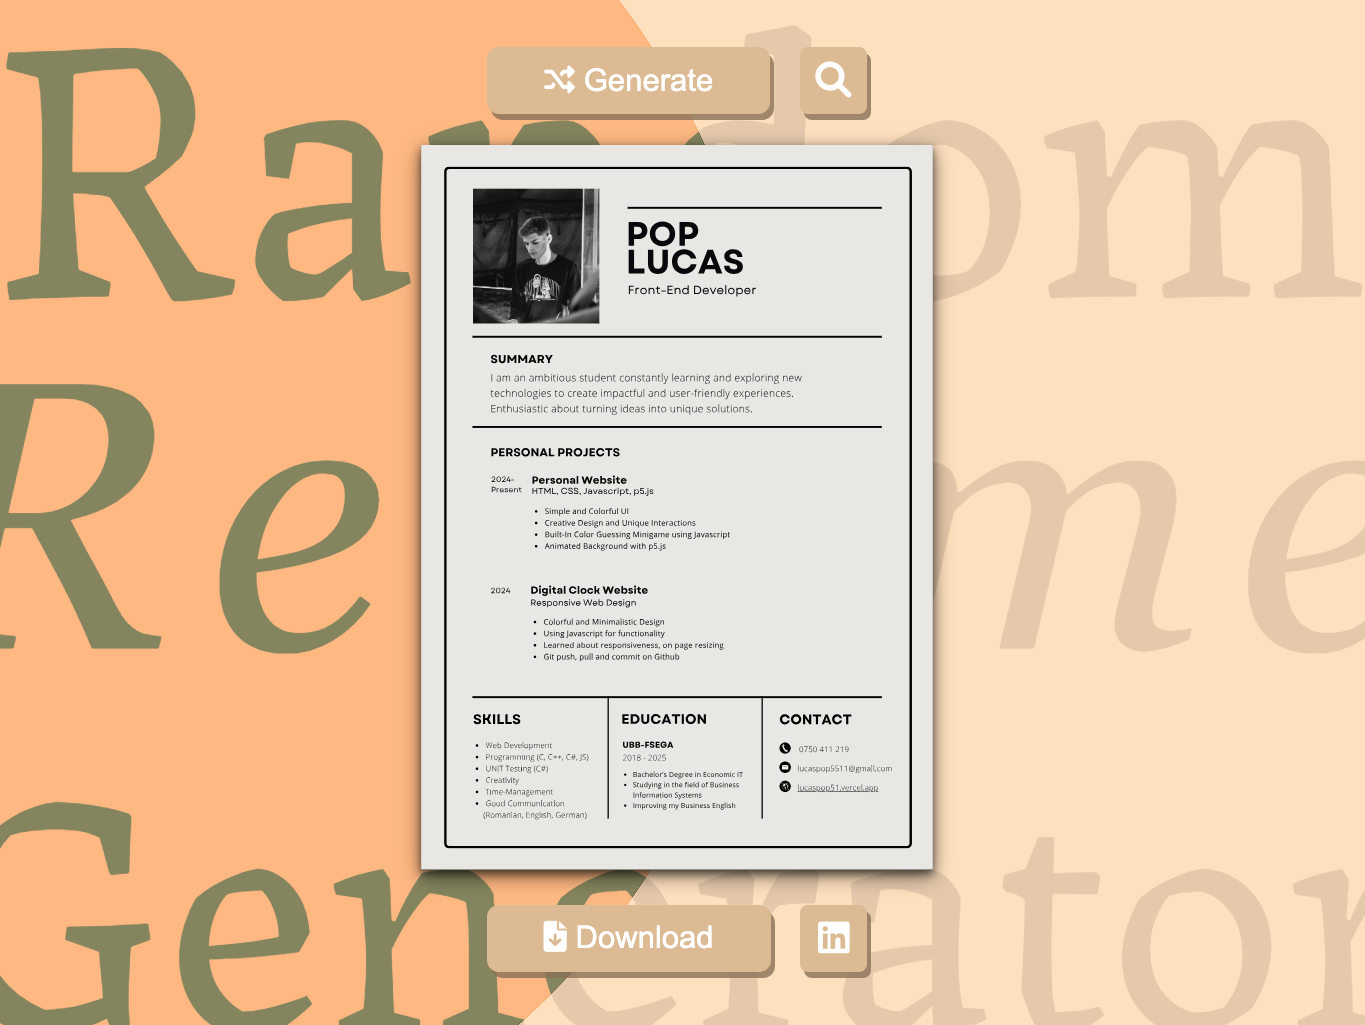 Random
Generate
POP
LUCAS
Front-End Developer
SUMMARY
I am an ambitious student constantly learning and exploring new
technologies to create impactful and user-friendly experiences.
Enthusiastic about turning ideas into unique solutions.
Re me
PERSONAL PROJECTS
2024-
Present
Personal Website
HTML, CSS, Javascript, p5.js
• Simple and Colorful UI
• Creative Design and Unique Interactions
• Built-In Color Guessing Minigame using Javascript
• Animated Background with p5.js
2024
Digital Clock Website
Responsive Web Design
• Colorful and Minimalistic Design
• Using Javascript for functionality
• Learned about responsiveness, on page resizing
• Git push, pull and commit on Github
SKILLS
• Web Development
• Programming (C, C++, C#, JS)
• UNIT Testing (C#)
• Creativity
• Time-Management
• Good Communication
(Romanian, English, German)
EDUCATION
UBB-FSEGA
2018 - 2025
• Bachelor's Degree in Economic IT
• Studying in the field of Business
Information Systems
• Improving my Business English
CONTACT
0750 411 219
lucaspop5511@gmail.com
lucaspop51.vercel.app
Generator
Download
in